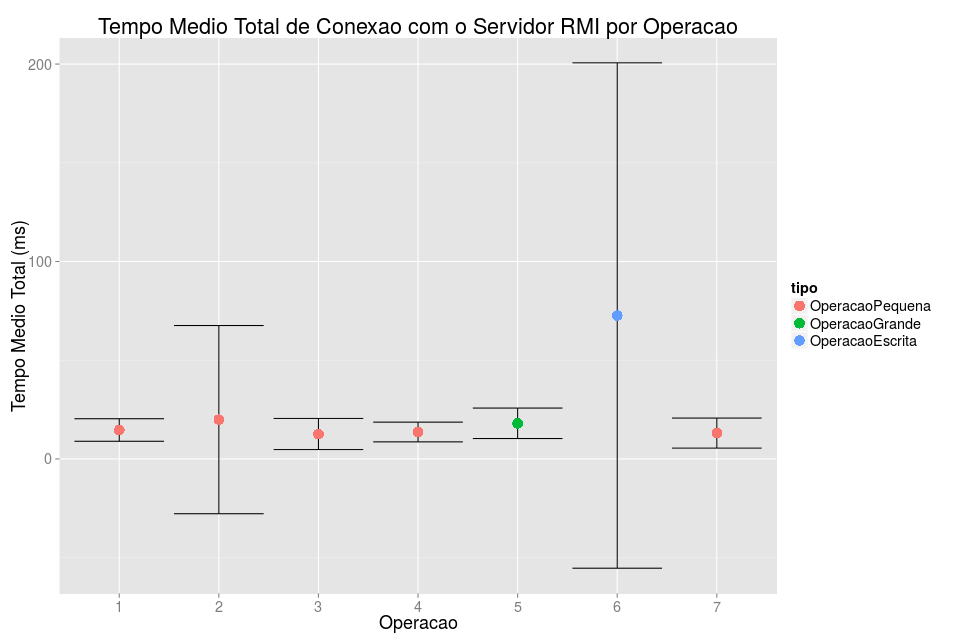 Tempo Medio Total de Conexao com o Servidor RMI por Operacao
Tempo Medio Total (ms)
200
100
0
1 2 3 4 5 6 7
Operacao
tipo
OperacaoPequena
OperacaoGrande
OperacaoEscrita